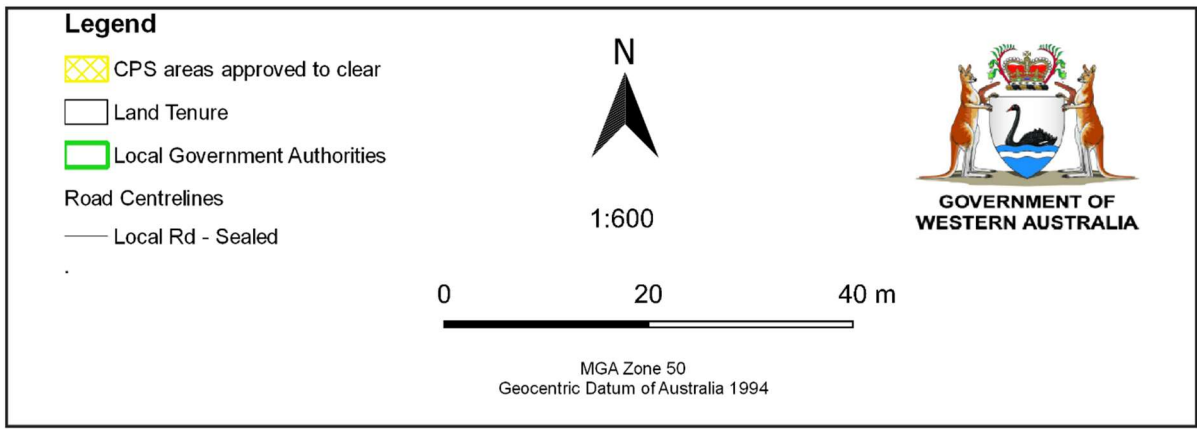 Legend
CPS areas approved to clear
Land Tenure
Local Government Authorities
Road Centrelines
Local Rd - Sealed
.
N
1:600
0 20 40 m
MGA Zone 50
Geocentric Datum of Australia 1994
GOVERNMENT OF
WESTERN AUSTRALIA